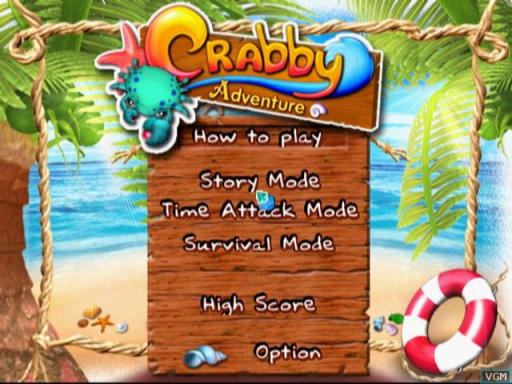 CRABBY
Adventure
How to play
Story Mode
Time Attack Mode
Survival Mode
High Score
Option
VGM